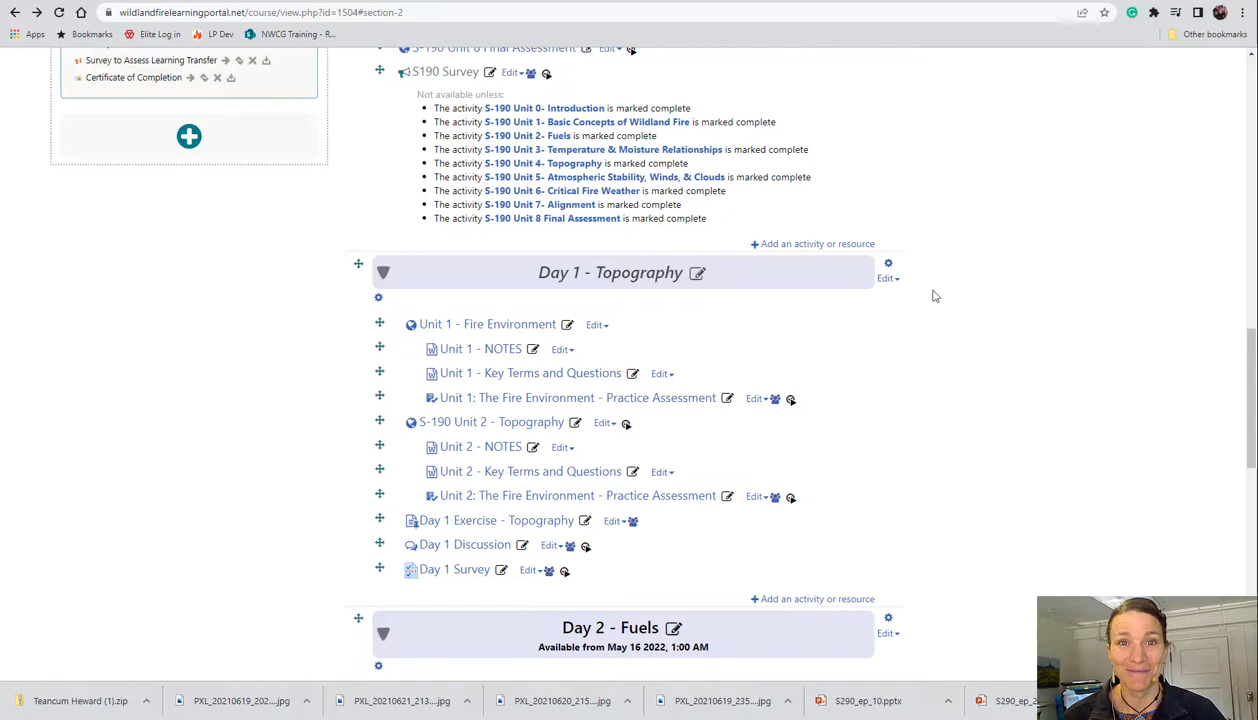 wildlandfirelearningportal.net/course/view.php?id=1504#section-2
Apps Bookmarks Elite Log in LP Dev NWCG Training - R... Other bookmarks
Survey to Assess Learning Transfer
Certificate of Completion
S-190 Unit 8 Final Assessment Edit
S190 Survey Edit
Not available unless:
The activity S-190 Unit 0- Introduction is marked complete
The activity S-190 Unit 1- Basic Concepts of Wildland Fire is marked complete
The activity S-190 Unit 2- Fuels is marked complete
The activity S-190 Unit 3- Temperature & Moisture Relationships is marked complete
The activity S-190 Unit 4- Topography is marked complete
The activity S-190 Unit 5- Atmospheric Stability, Winds, & Clouds is marked complete
The activity S-190 Unit 6- Critical Fire Weather is marked complete
The activity S-190 Unit 7- Alignment is marked complete
The activity S-190 Unit 8 Final Assessment is marked complete
Add an activity or resource
Day 1 - Topography
Edit
Unit 1 - Fire Environment Edit
Unit 1 - NOTES Edit
Unit 1 - Key Terms and Questions Edit
Unit 1: The Fire Environment - Practice Assessment Edit
S-190 Unit 2 - Topography Edit
Unit 2 - NOTES Edit
Unit 2 - Key Terms and Questions Edit
Unit 2: The Fire Environment - Practice Assessment Edit
Day 1 Exercise - Topography Edit
Day 1 Discussion Edit
Day 1 Survey Edit
Add an activity or resource
Day 2 - Fuels
Edit
Available from May 16 2022, 1:00 AM
Teancum Heward (1).zip PXL_20210619_202....jpg PXL_20210621_213....jpg PXL_20210620_215....jpg PXL_20210619_235....jpg S290_ep_10.pptx S290_ep_2